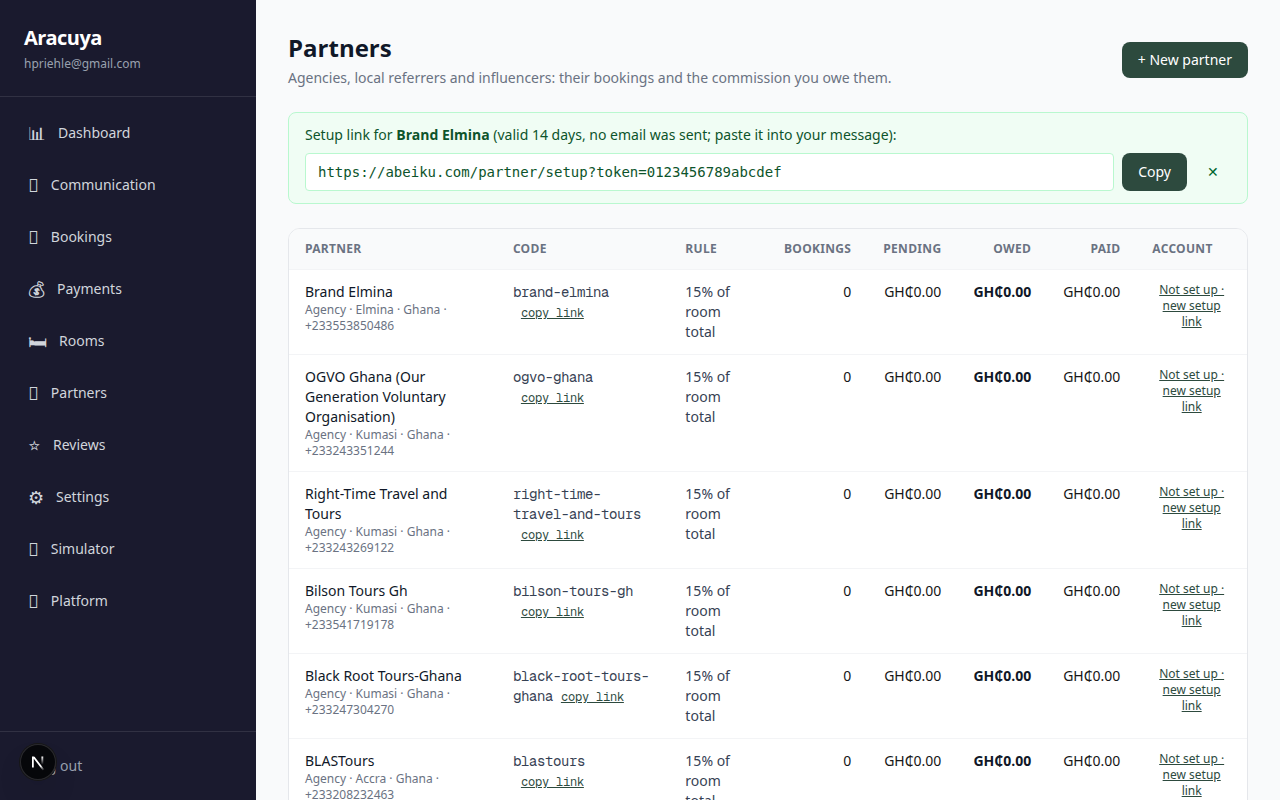 Aracuya
hpriehle@gmail.com
Dashboard
Communication
Bookings
Payments
Rooms
Partners
Reviews
Settings
Simulator
Platform
N
out
Partners
Agencies, local referrers and influencers: their bookings and the commission you owe them.
+ New partner
Setup link for Brand Elmina (valid 14 days, no email was sent; paste it into your message):
https://abeiku.com/partner/setup?token=0123456789abcdef
Copy
×
PARTNER CODE RULE BOOKINGS PENDING OWED PAID ACCOUNT
Brand Elmina
Agency · Elmina · Ghana ·
+233553850486
brand-elmina
copy link
15% of
room
total
0
GH₵0.00
GH₵0.00
GH₵0.00
Not set up ·
new setup
link
OGVO Ghana (Our
Generation Voluntary
Organisation)
Agency · Kumasi · Ghana ·
+233243351244
ogvo-ghana
copy link
15% of
room
total
0
GH₵0.00
GH₵0.00
GH₵0.00
Not set up ·
new setup
link
Right-Time Travel and
Tours
Agency · Kumasi · Ghana ·
+233243269122
right-time-
travel-and-tours
copy link
15% of
room
total
0
GH₵0.00
GH₵0.00
GH₵0.00
Not set up ·
new setup
link
Bilson Tours Gh
Agency · Kumasi · Ghana ·
+233541719178
bilson-tours-gh
copy link
15% of
room
total
0
GH₵0.00
GH₵0.00
GH₵0.00
Not set up ·
new setup
link
Black Root Tours-Ghana
Agency · Kumasi · Ghana ·
+233247304270
black-root-tours-
ghana copy link
15% of
room
total
0
GH₵0.00
GH₵0.00
GH₵0.00
Not set up ·
new setup
link
BLASTours
Agency · Accra · Ghana ·
+233208232463
blastours
copy link
15% of
room
total
0
GH₵0.00
GH₵0.00
GH₵0.00
Not set up ·
new setup
link